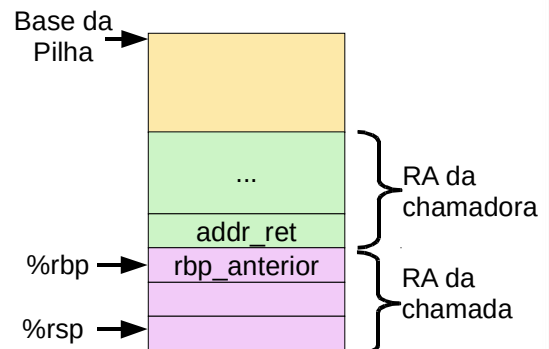 Base da
Pilha
...
RA da
chamadora
addr_ret
%rbp
rbp_anterior
RA da
chamada
%rsp